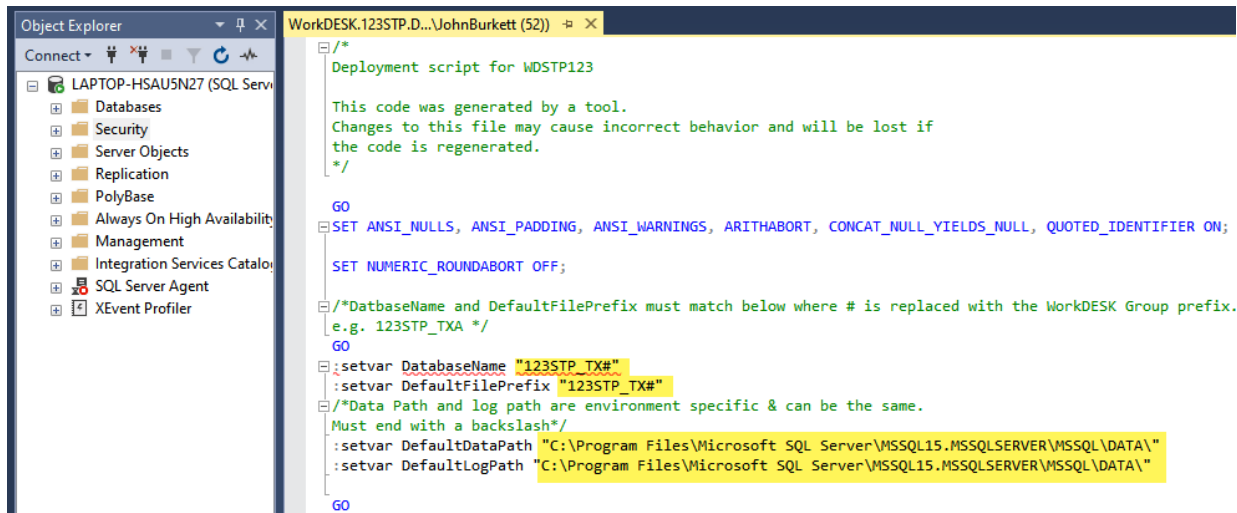 Object Explorer
Connect
LAPTOP-HSAU5N27 (SQL Serv
Databases
Security
Server Objects
Replication
PolyBase
Always On High Availability
Management
Integration Services Catalo
SQL Server Agent
XEvent Profiler
WorkDESK.123STP.D...\JohnBurkett (52))
/*
Deployment script for WDSTP123
This code was generated by a tool.
Changes to this file may cause incorrect behavior and will be lost if
the code is regenerated.
*/
GO
SET ANSI_NULLS, ANSI_PADDING, ANSI_WARNINGS, ARITHABORT, CONCAT_NULL_YIELDS_NULL, QUOTED_IDENTIFIER ON;
SET NUMERIC_ROUNDABORT OFF;
/*DatbaseName and DefaultFilePrefix must match below where # is replaced with the WorkDESK Group prefix.
e.g. 123STP_TXA */
GO
:setvar DatabaseName "123STP_TX#"
:setvar DefaultFilePrefix "123STP_TX#"
/*Data Path and log path are environment specific & can be the same.
Must end with a backslash*/
:setvar DefaultDataPath "C:\Program Files\Microsoft SQL Server\MSSQL15.MSSQLSERVER\MSSQL\DATA\"
:setvar DefaultLogPath "C:\Program Files\Microsoft SQL Server\MSSQL15.MSSQLSERVER\MSSQL\DATA\"
GO